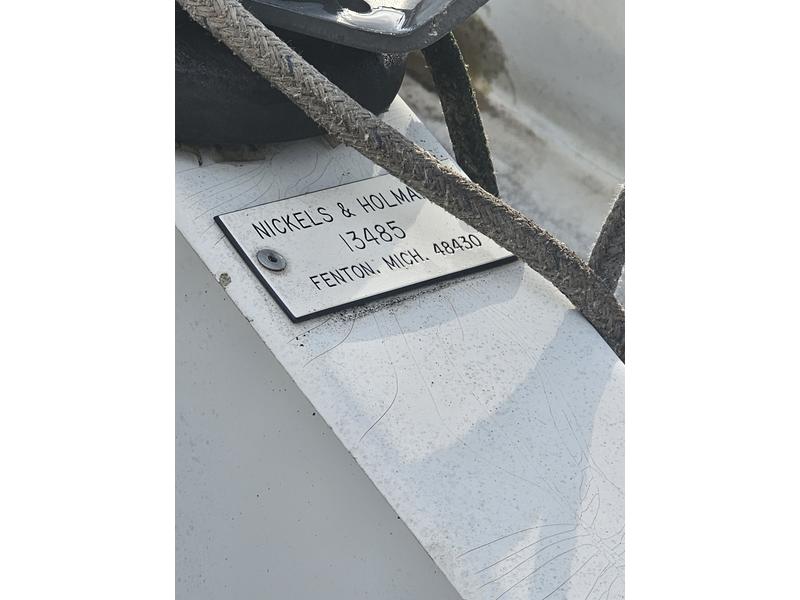 NICKELS & HOLMA
13485
FENTON, MICH. 48430